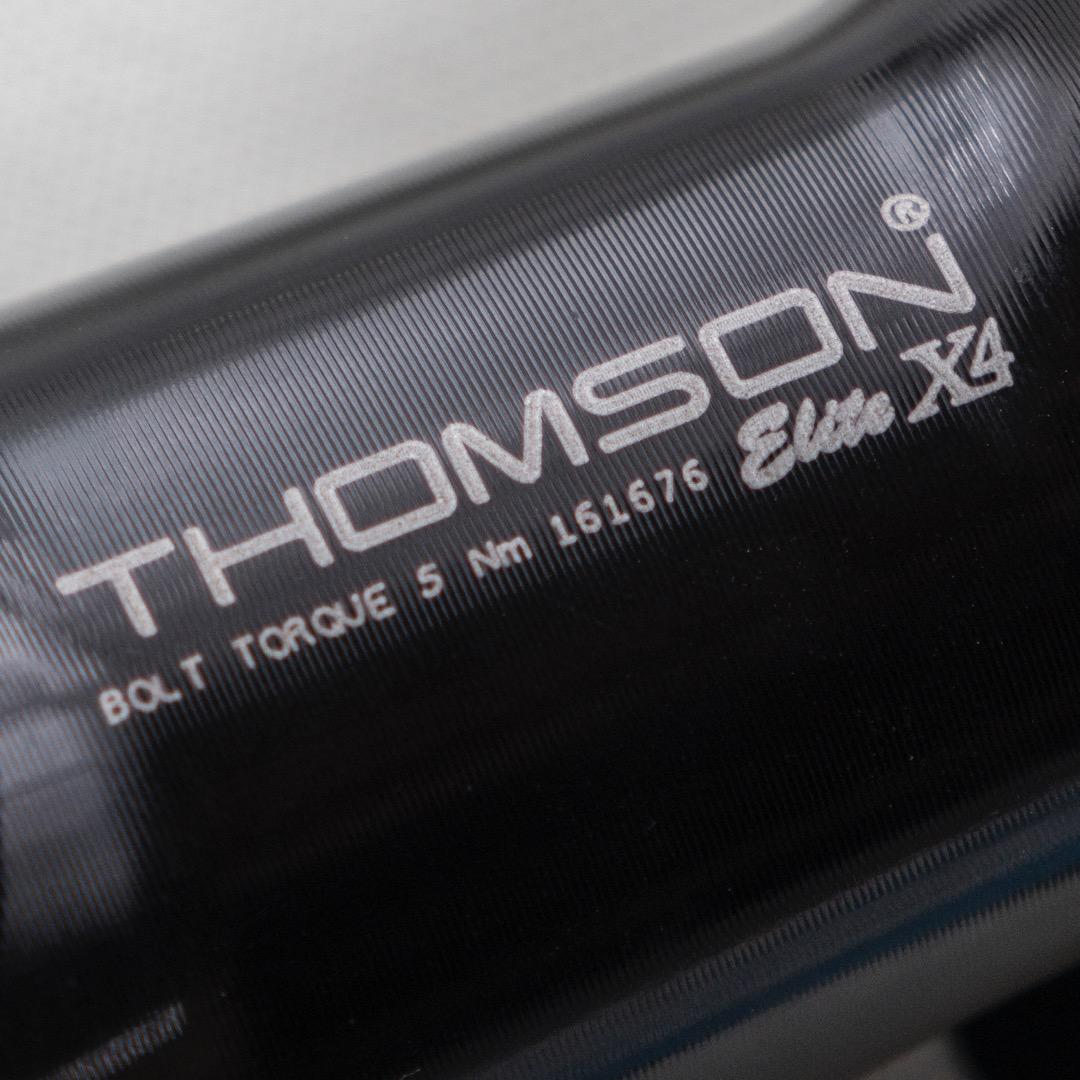 THOMSON®
Elite X4
BOLT TORQUE 5 Nm 161676